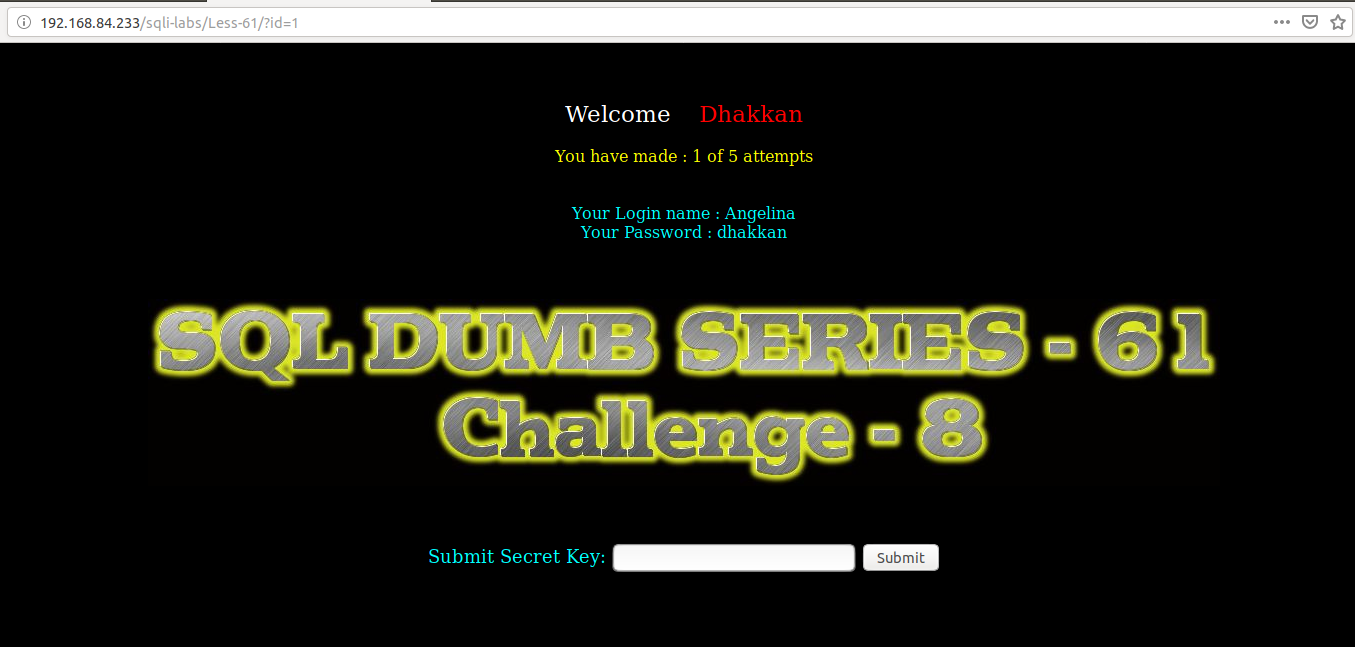 192.168.84.233/sqli-labs/Less-61/?id=1
Welcome Dhakkan
You have made : 1 of 5 attempts
Your Login name : Angelina
Your Password : dhakkan
SQL DUMB SERIES - 61
Challenge - 8
Submit Secret Key: Submit